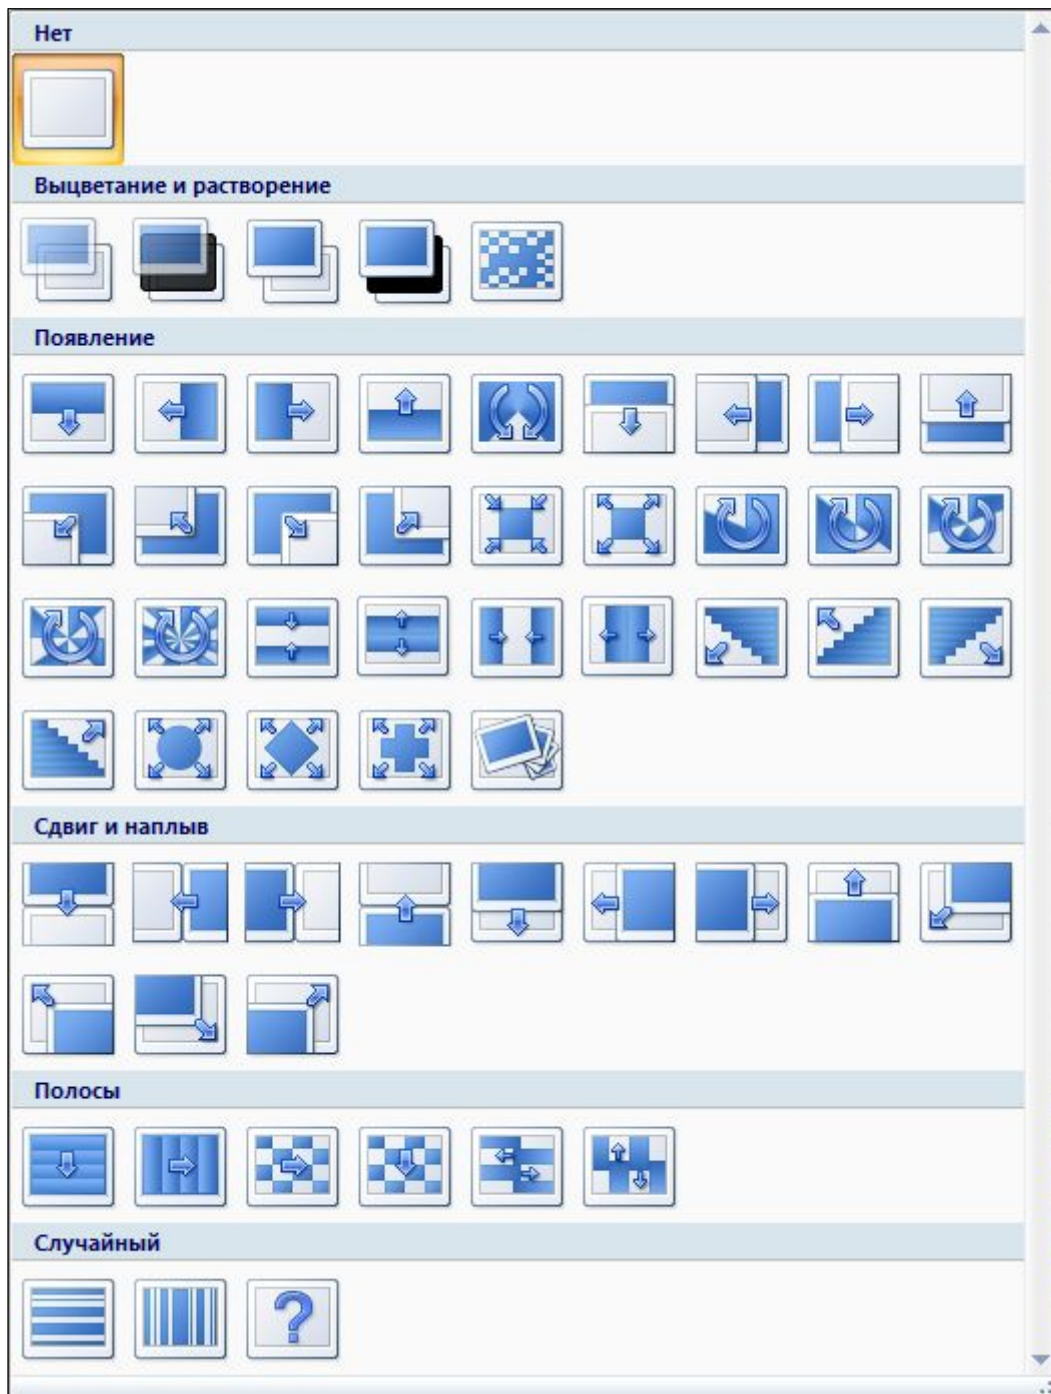 Нет
Выцветание и растворение
Появление
Сдвиг и наплыв
Полосы
Случайный
?